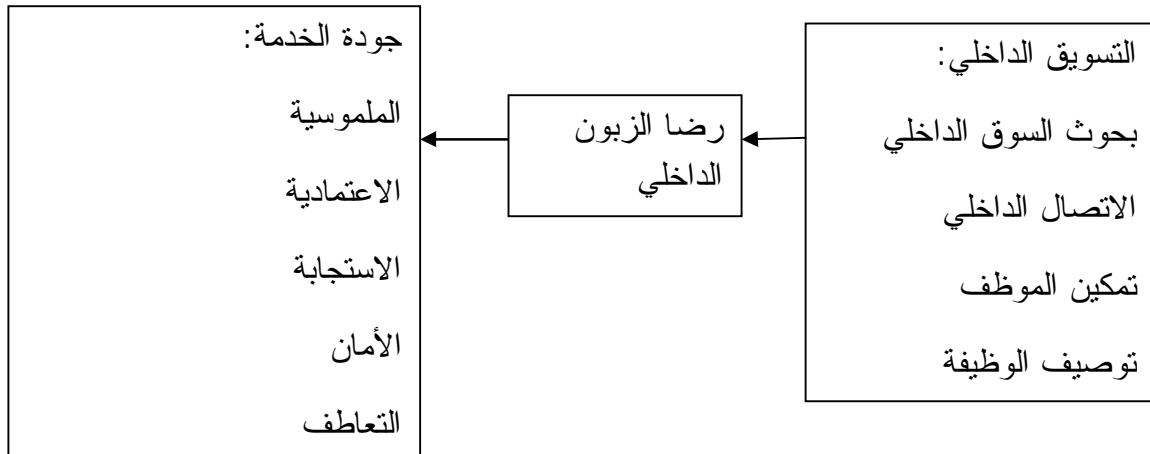 التسويق الداخلي:
بحوث السوق الداخلي
الاتصال الداخلي
تمكين الموظف
توصيف الوظيفة
رضا الزبون
الداخلي
جودة الخدمة:
الملموسية
الاعتمادية
الاستجابة
الأمان
التعاطف